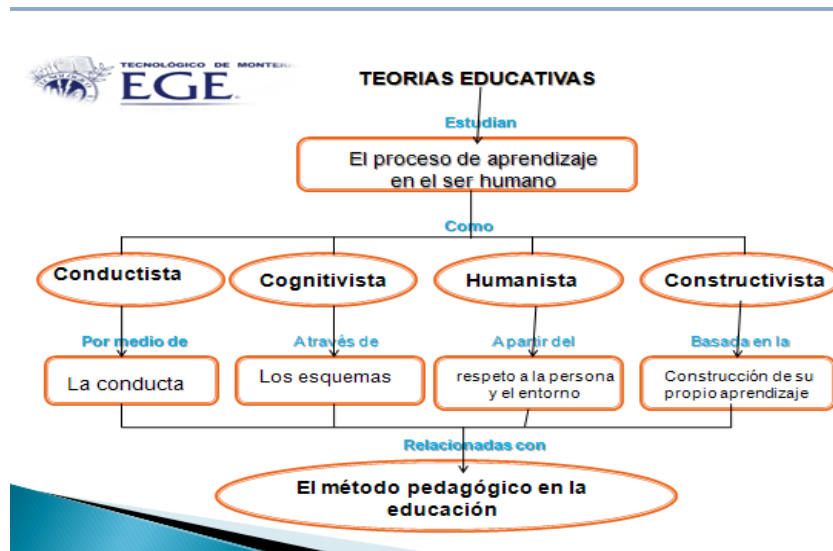 TECNOLÓGICO DE MONTER
EGE
TEORIAS EDUCATIVAS
Estudian
El proceso de aprendizaje
en el ser humano
Como
Conductista
Cognitivista
Humanista
Constructivista
Por medio de
A través de
A partir del
Basada en la
La conducta
Los esquemas
respeto a la persona
y el entorno
Construcción de su
propio aprendizaje
Relacionadas con
El método pedagógico en la
educación